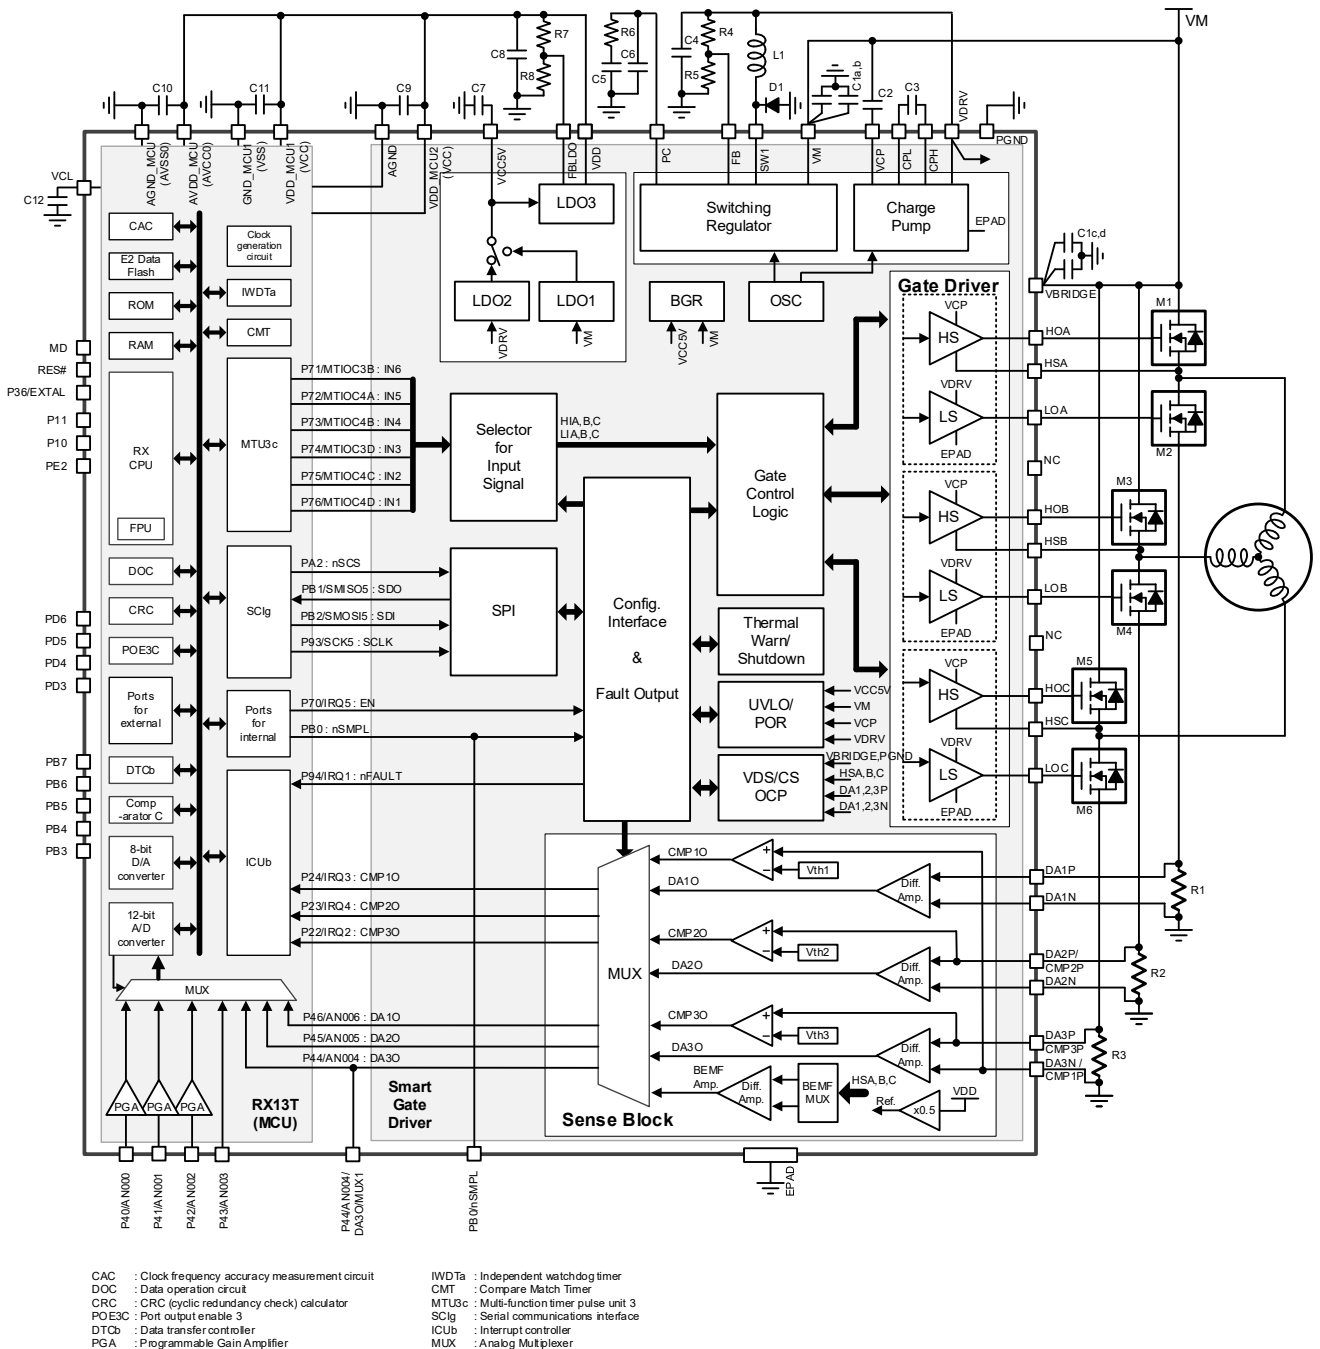 VM
R7
R6
R4
C8
C6
C4
L1
R8
C5
R5
D1
C1a,b
C10
C11
C9
C7
C2
C3
VDRV
PGND
VCL
C12
AGND_MCU
(AVSS0)
AVDD_MCU
(AVCC0)
GND_MCU1
(VSS)
VDD_MCU1
(VCC)
AGND
VDD_MCU2
(VCC)
VCC5V
FBLDO
VDD
PC
FB
SW1
VM
VCP
CPL
CPH
LDO3
Switching
Regulator
Charge
Pump
EPAD
CAC
Clock
generation
circuit
C1c,d
E2 Data
Flash
IWDTa
LDO2
LDO1
BGR
OSC
Gate Driver
VBRIDGE
ROM
CMT
VDRV
VM
VCC5V
VM
RAM
MD
RES#
P36/EXTAL
P11
P10
PE2
RX
CPU
FPU
MTU3c
P71/MTIOC3B : IN6
P72/MTIOC4A : IN5
P73/MTIOC4B : IN4
P74/MTIOC3D : IN3
P75/MTIOC4C : IN2
P76/MTIOC4D : IN1
Selector
for
Input
Signal
HIA,B,C
LIA,B,C
Gate
Control
Logic
VCP
HS
VDRV
LS
EPAD
VCP
HS
VDRV
LS
EPAD
VCP
HS
VDRV
LS
EPAD
HOA
HSA
LOA
NC
HOB
HSB
LOB
NC
HOC
HSC
LOC
M1
M2
M3
M4
M5
M6
DOC
CRC
POE3C
SCIg
PA2 : nSCS
PB1/SMISO5 : SDO
PB2/SMOSI5 : SDI
P93/SCK5 : SCLK
SPI
Config.
Interface
&
Fault Output
Thermal
Warn/
Shutdown
PD6
PD5
PD4
PD3
Ports
for
external
Ports
for
internal
P70/IRQ5 : EN
PB0 : nSMPL
UVLO/
POR
VCC5V
VM
VCP
VDRV
PB7
PB6
PB5
PB4
PB3
DTCb
Comp
-arator C
8-bit
D/A
converter
12-bit
A/D
converter
ICUb
P94/IRQ1 : nFAULT
VDS/CS
OCP
VBRIDGE,PGND
HSA,B,C
DA1,2,3P
DA1,2,3N
P24/IRQ3 : CMP1O
P23/IRQ4 : CMP2O
P22/IRQ2 : CMP3O
MUX
CMP1O
+
−
Vth1
DA1O
Diff.
Amp.
DA1P
DA1N
R1
CMP2O
+
−
Vth2
DA2O
Diff.
Amp.
DA2P/
CMP2P
DA2N
R2
MUX
P46/AN006 : DA1O
P45/AN005 : DA2O
P44/AN004 : DA3O
CMP3O
+
−
Vth3
DA3O
Diff.
Amp.
DA3P
CMP3P
DA3N /
CMP1P
R3
BEMF
Amp.
Diff.
Amp.
BEMF
MUX
HSA,B,C
Ref.
x0.5
VDD
PGA
PGA
PGA
RX13T
(MCU)
Smart
Gate
Driver
Sense Block
P40/AN000
P41/AN001
P42/AN002
P43/AN003
P44/AN004/
DA3O/MUX1
PB0/nSMPL
EPAD
CAC : Clock frequency accuracy measurement circuit
DOC : Data operation circuit
CRC : CRC (cyclic redundancy check) calculator
POE3C : Port output enable 3
DTCb : Data transfer controller
PGA : Programmable Gain Amplifier
IWDTa : Independent watchdog timer
CMT : Compare Match Timer
MTU3c : Multi-function timer pulse unit 3
SCIg : Serial communications interface
ICUb : Interrupt controller
MUX : Analog Multiplexer